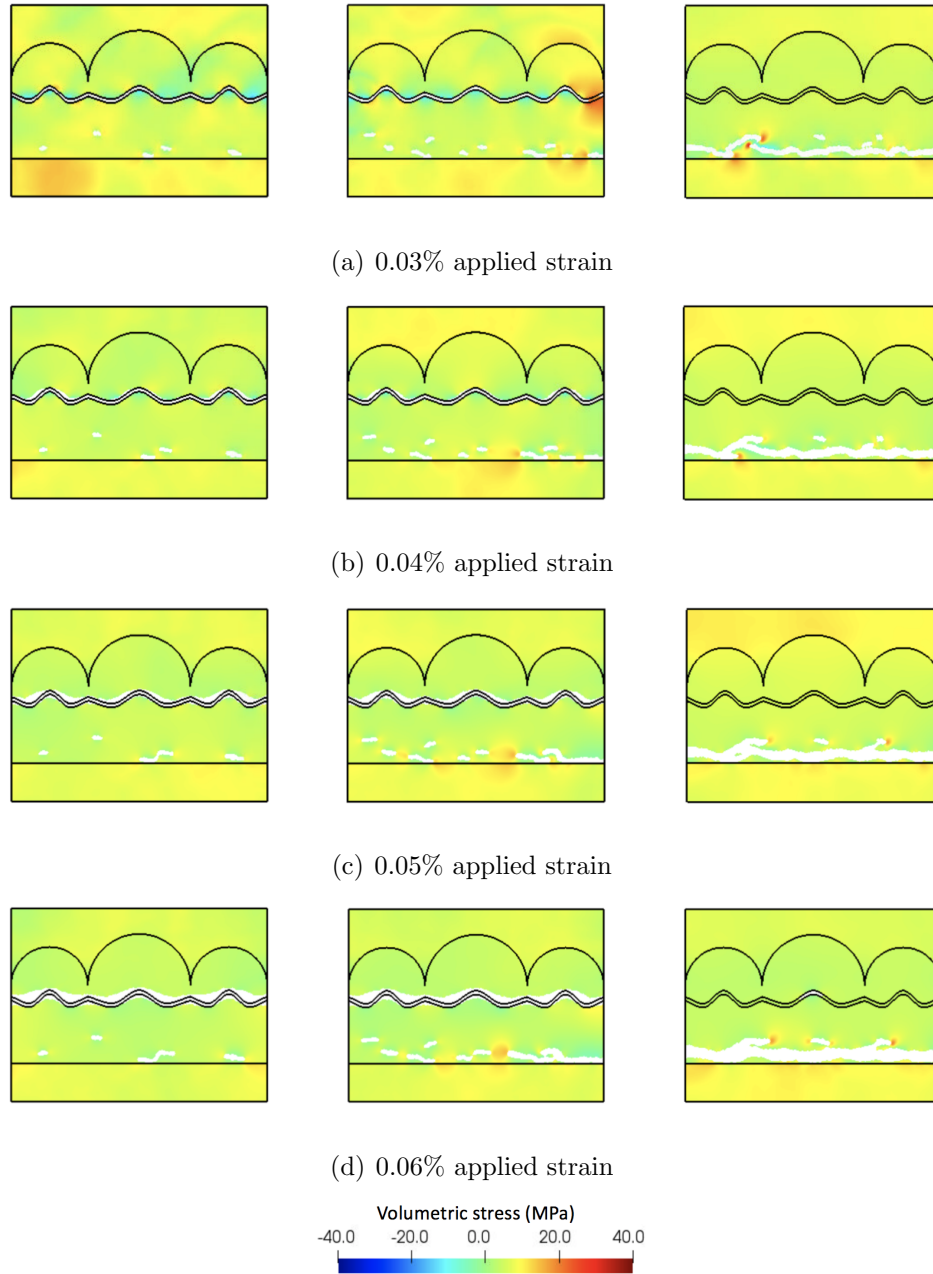 (a) 0.03% applied strain
(b) 0.04% applied strain
(c) 0.05% applied strain
(d) 0.06% applied strain
Volumetric stress (MPa)
-40.0 -20.0 0.0 20.0 40.0